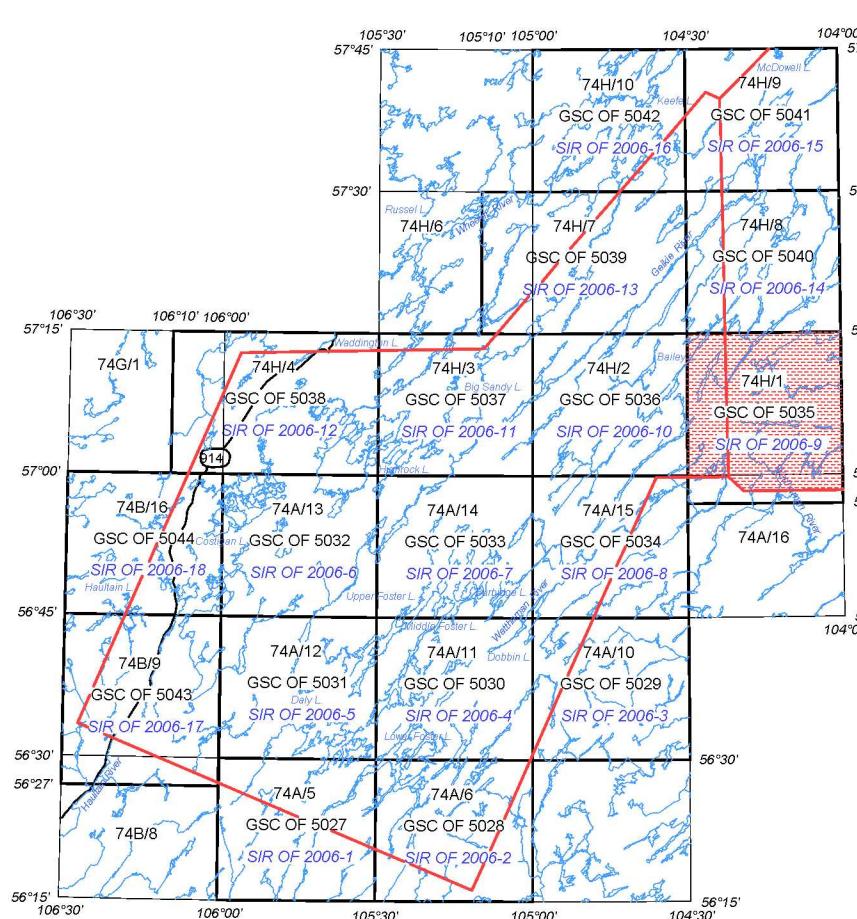 105°30' 105°10' 105°00' 104°30' 104°00'
57°45'
McDowell L.
74H/10
74H/9
Keefe L.
GSC OF 5042
GSC OF 5041
SIR OF 2006-16
SIR OF 2006-15
57°30'
Russel L.
Wheeler River
74H/6
74H/7
74H/8
Geikie River
GSC OF 5039
GSC OF 5040
SIR OF 2006-13
SIR OF 2006-14
106°30' 106°10' 106°00'
57°15'
Waddington L.
74G/1
74H/4
74H/3
74H/2
Bailey
74H/1
Big Sandy L.
GSC OF 5038
GSC OF 5037
GSC OF 5036
GSC OF 5035
SIR OF 2006-12
SIR OF 2006-11
SIR OF 2006-10
SIR OF 2006-9
914
57°00'
74B/16
74A/13
74A/14
74A/15
74A/16
GSC OF 5044
GSC OF 5032
GSC OF 5033
GSC OF 5034
Costigan L.
SIR OF 2006-18
SIR OF 2006-6
SIR OF 2006-7
SIR OF 2006-8
Haultain L.
Upper Foster L.
56°45'
104°0
Middle Foster L.
74B/9
74A/12
74A/11
74A/10
Dobbin L.
GSC OF 5043
GSC OF 5031
GSC OF 5030
GSC OF 5029
Daly L.
SIR OF 2006-17
SIR OF 2006-5
SIR OF 2006-4
SIR OF 2006-3
Lower Foster L.
56°30'
56°30'
56°27'
56°27'
Haultain River
74A/5
74A/6
74B/8
GSC OF 5027
GSC OF 5028
SIR OF 2006-1
SIR OF 2006-2
56°15'
56°15'
106°30' 106°00' 105°30' 105°00' 104°30'